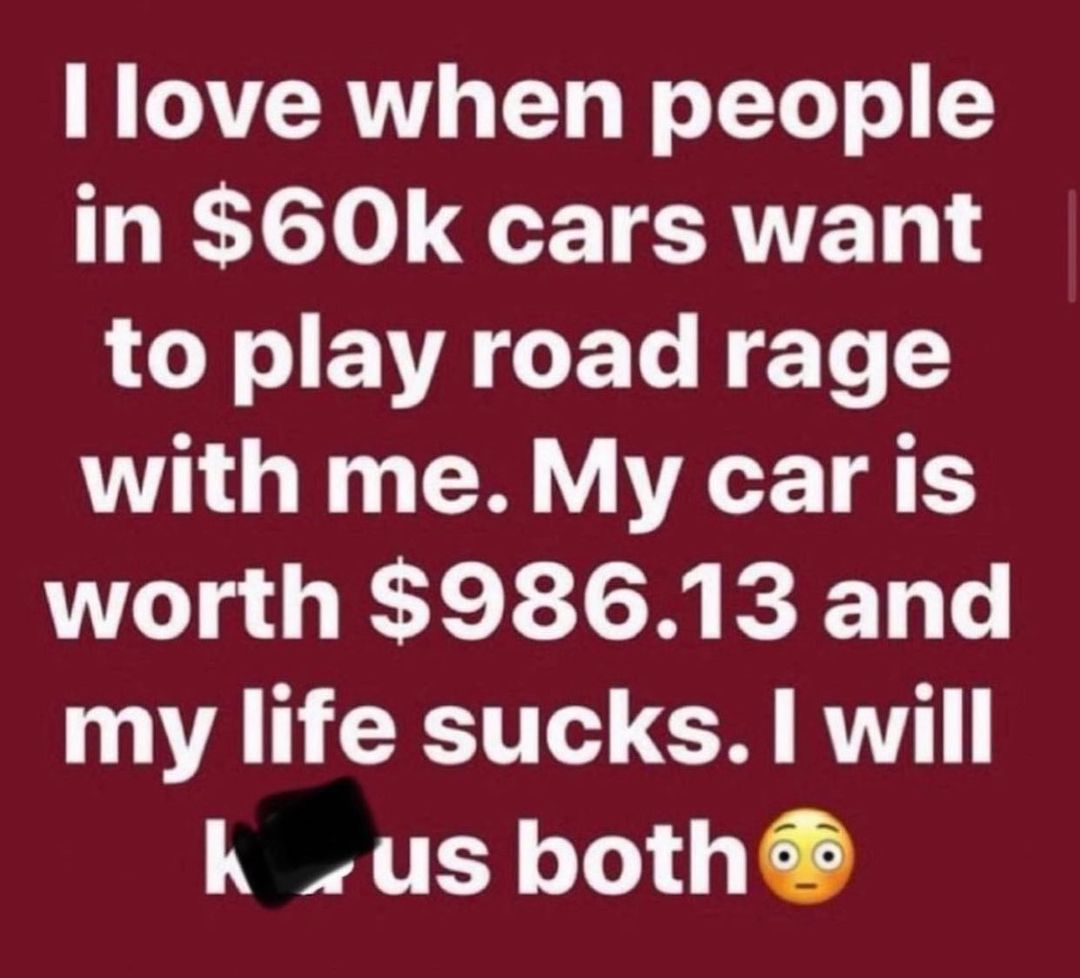 I love when people
in $60k cars want
to play road rage
with me. My car is
worth $986.13 and
my life sucks. I will
us both😳